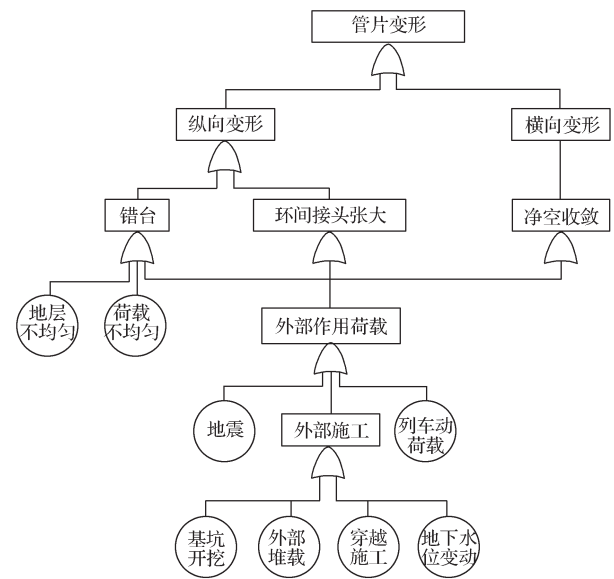 管片变形
纵向变形
横向变形
错台
环间接头张大
净空收敛
地层
不均匀
荷载
不均匀
外部作用荷载
地震
外部施工
列车动
荷载
基坑
开挖
外部
堆载
穿越
施工
地下水
位变动